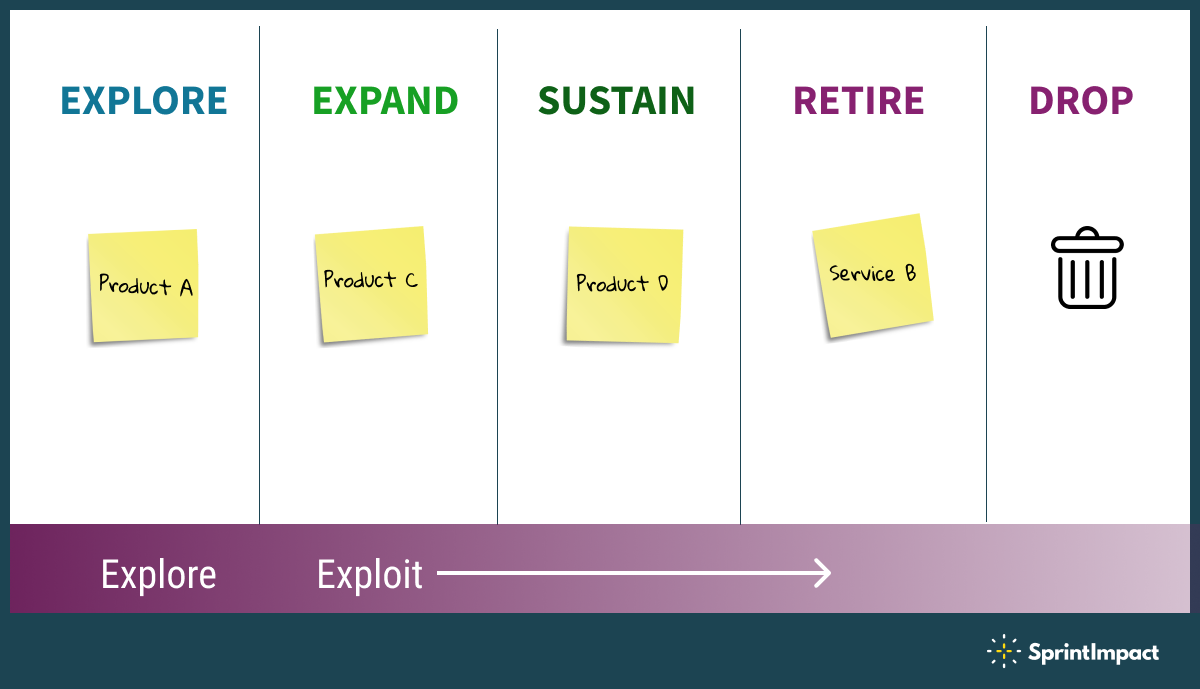 EXPLORE
EXPAND
SUSTAIN
RETIRE
DROP
Product A
Product C
Product D
Service B
Explore
Exploit
SprintImpact